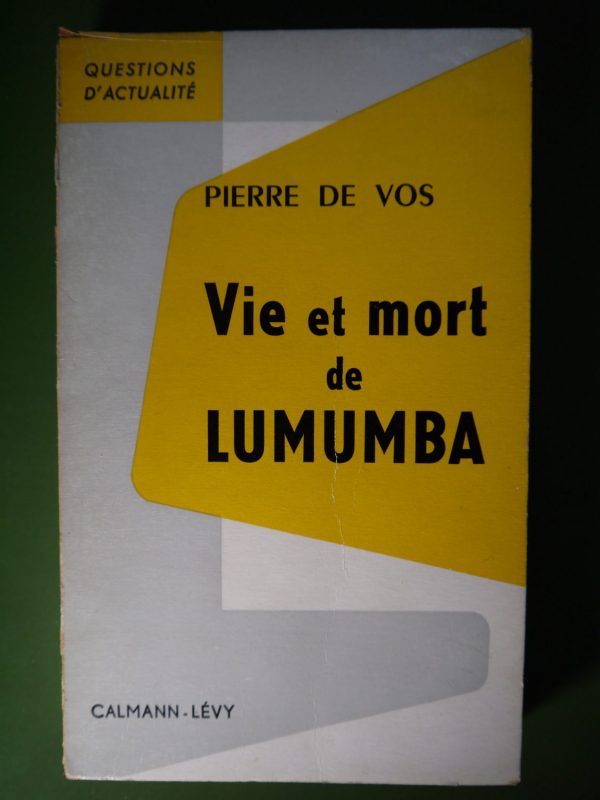 QUESTIONS
D'ACTUALITÉ
PIERRE DE VOS
Vie et mort
de
LUMUMBA
CALMANN-LÉVY